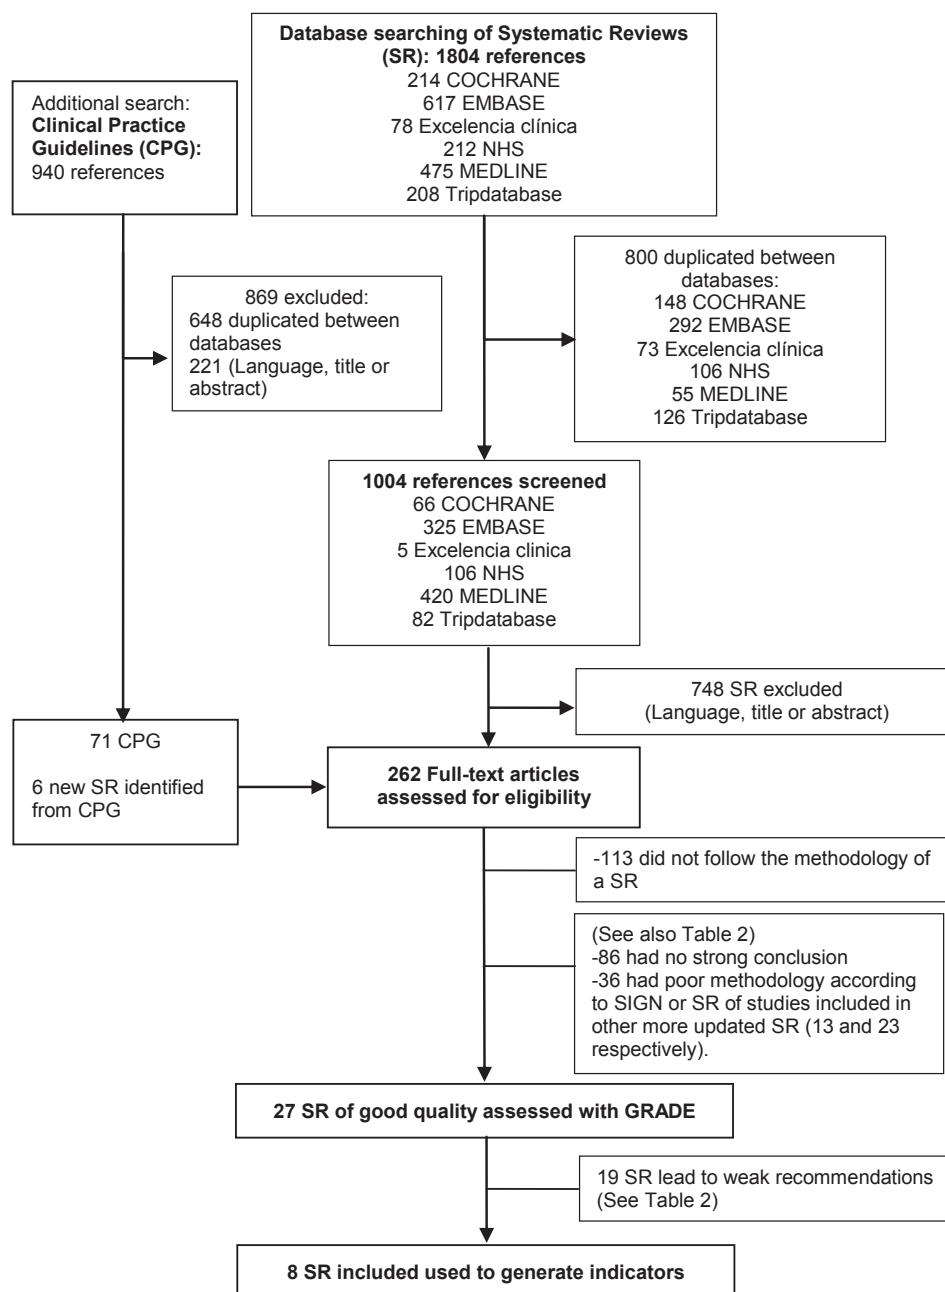 Database searching of Systematic Reviews
(SR): 1804 references
214 COCHRANE
617 EMBASE
78 Excelencia clínica
212 NHS
475 MEDLINE
208 Tripdatabase
Additional search:
Clinical Practice
Guidelines (CPG):
940 references
869 excluded:
648 duplicated between
databases
221 (Language, title or
abstract)
800 duplicated between
databases:
148 COCHRANE
292 EMBASE
73 Excelencia clínica
106 NHS
55 MEDLINE
126 Tripdatabase
1004 references screened
66 COCHRANE
325 EMBASE
5 Excelencia clinica
106 NHS
420 MEDLINE
82 Tripdatabase
748 SR excluded
(Language, title or abstract)
71 CPG
6 new SR identified
from CPG
262 Full-text articles
assessed for eligibility
-113 did not follow the methodology of
a SR
(See also Table 2)
-86 had no strong conclusion
-36 had poor methodology according
to SIGN or SR of studies included in
other more updated SR (13 and 23
respectively).
27 SR of good quality assessed with GRADE
19 SR lead to weak recommendations
(See Table 2)
8 SR included used to generate indicators